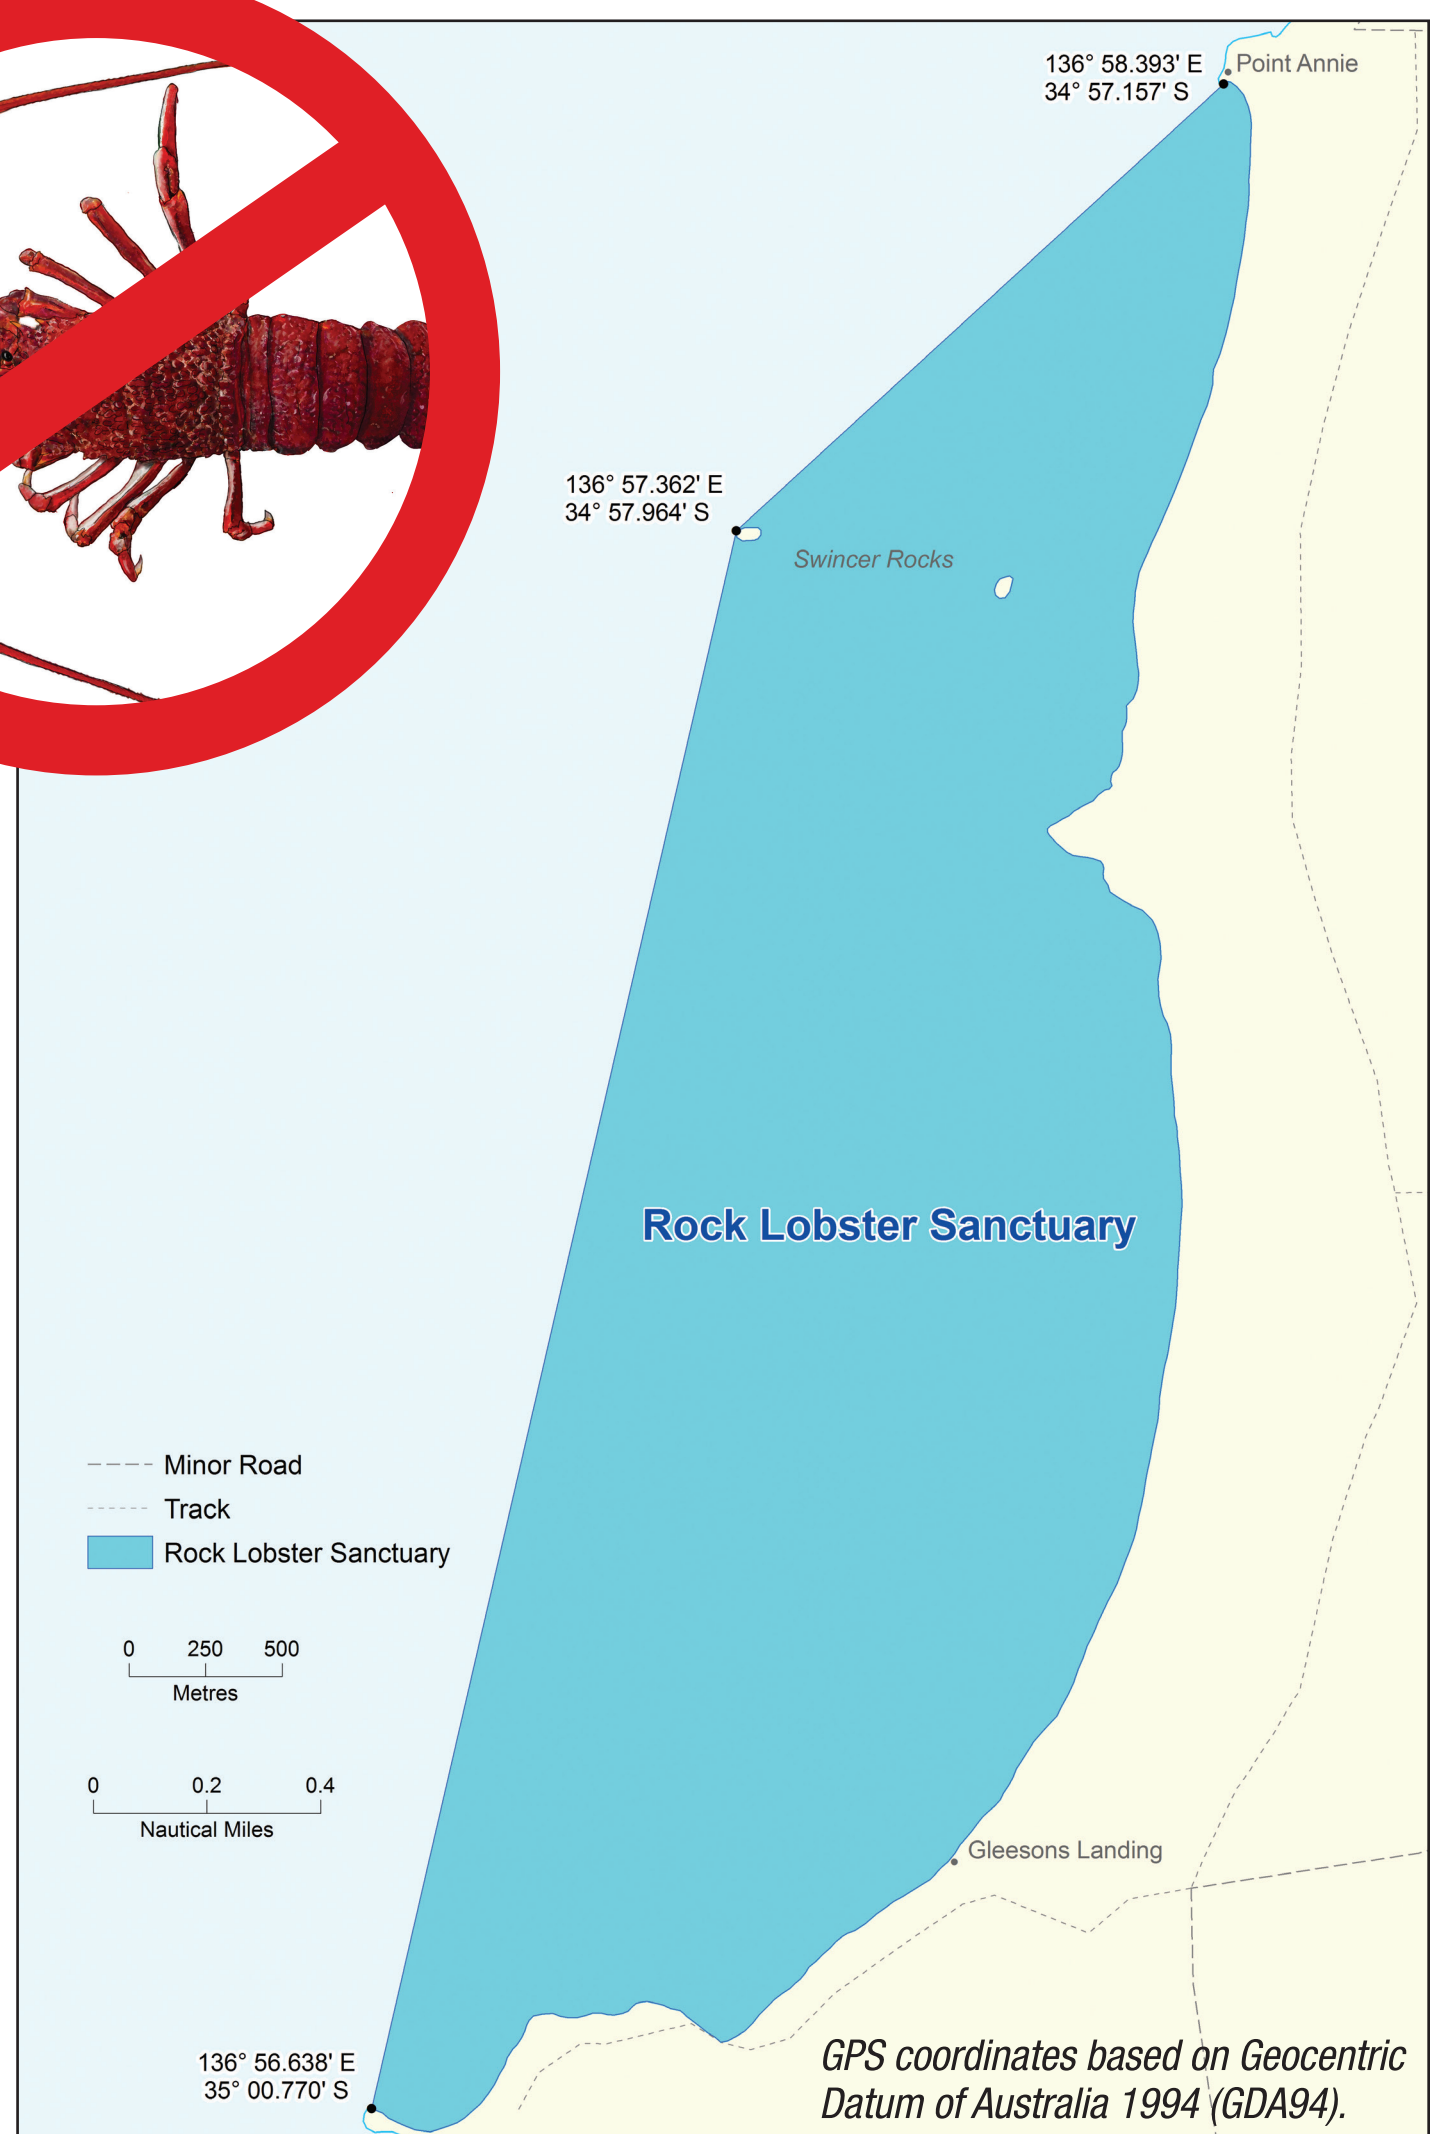 136° 58.393' E
34° 57.157' S
Point Annie
136° 57.362' E
34° 57.964' S
Swincer Rocks
Rock Lobster Sanctuary
Minor Road
Track
Rock Lobster Sanctuary
0 250 500
Metres
0 0.2 0.4
Nautical Miles
Gleesons Landing
136° 56.638' E
35° 00.770' S
GPS coordinates based on Geocentric
Datum of Australia 1994 (GDA94).